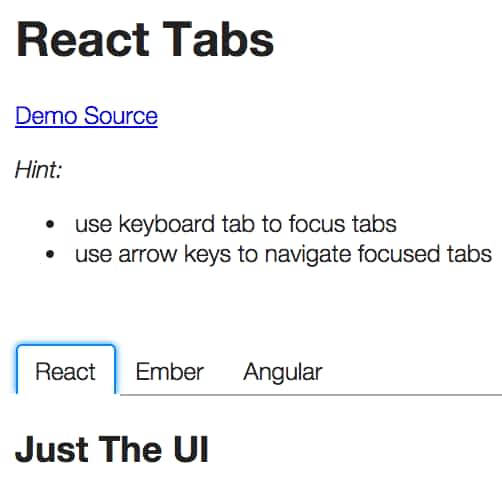 React Tabs
Demo Source
Hint:
• use keyboard tab to focus tabs
• use arrow keys to navigate focused tabs
React Ember Angular
Just The UI